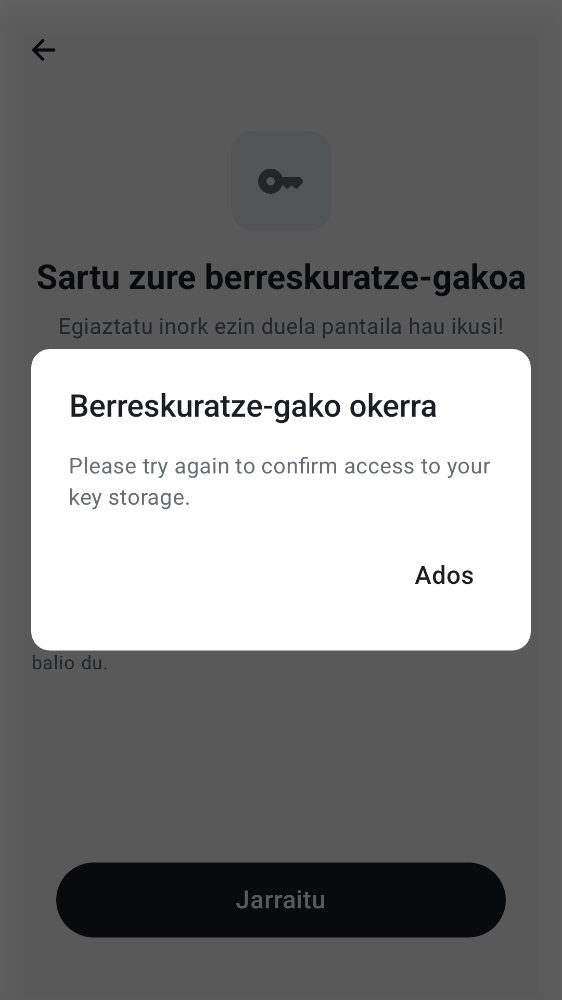 Sartu zure berreskuratze-gakoa
Egiaztatu inork ezin duela pantaila hau ikusi!
Berreskuratze-gako okerra
Please try again to confirm access to your
key storage.
Ados
balio du.
Jarraitu